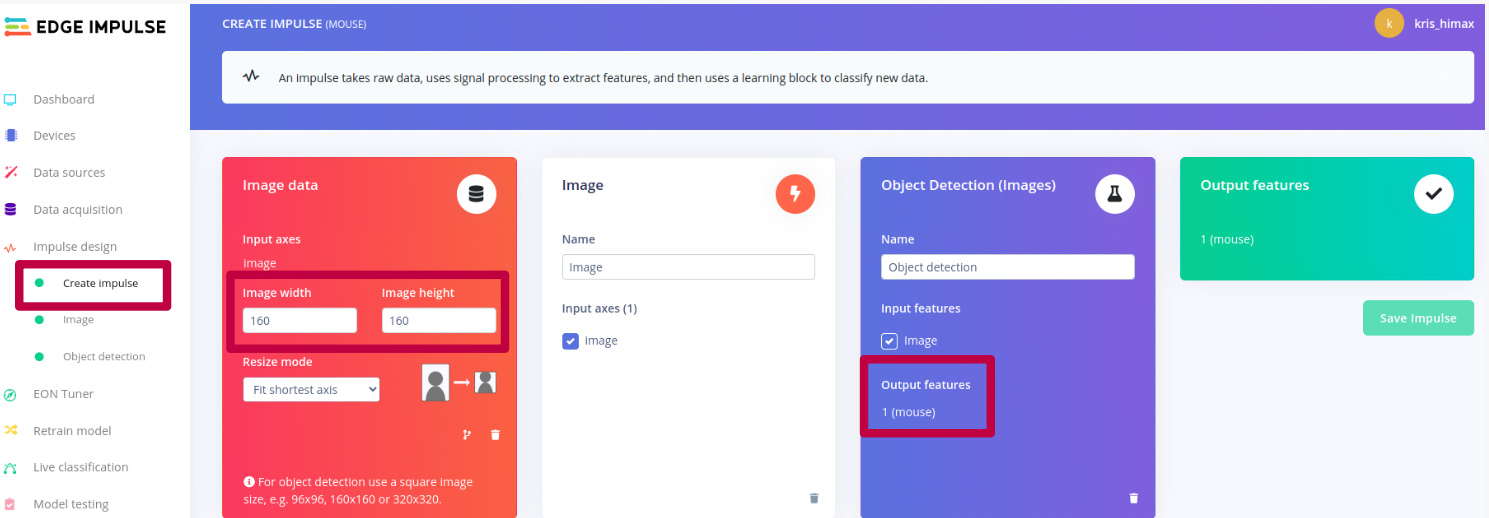 EDGE IMPULSE
Dashboard
Devices
Data sources
Data acquisition
Impulse design
Create impulse
Image
Object detection
EON Tuner
Retrain model
Live classification
Model testing
CREATE IMPULSE (MOUSE)
k
kris_himax
An impulse takes raw data, uses signal processing to extract features, and then uses a learning block to classify new data.
Image data
Input axes
image
Image width
Image height
160
160
Resize mode
Fit shortest axis
For object detection use a square image
size, e.g. 96x96, 160x160 or 320x320.
Image
Name
Image
Input axes (1)
image
Object Detection (Images)
Name
Object detection
Input features
Image
Output features
1 (mouse)
Output features
1 (mouse)
Save Impulse